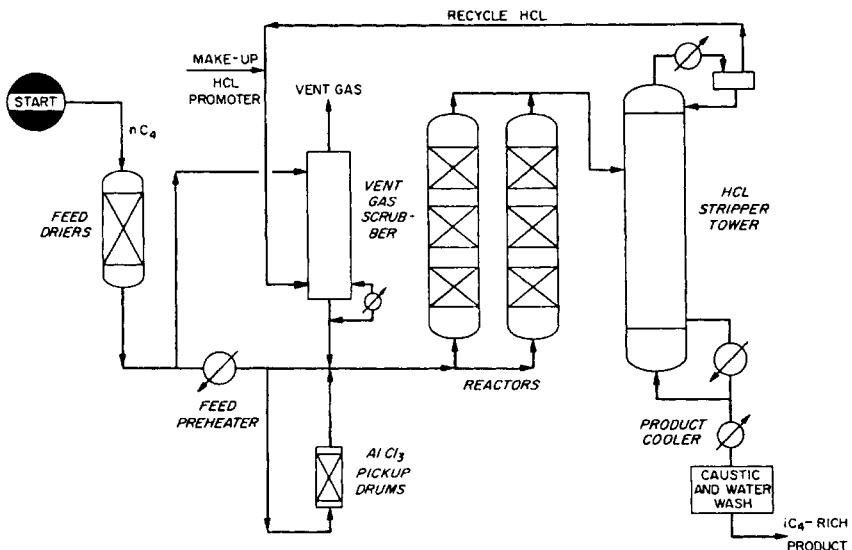 RECYCLE HCL
MAKE-UP
HCL
PROMOTER
VENT GAS
START
nC₄
FEED
DRIERS
VENT
GAS
SCRUB-
BER
HCL
STRIPPER
TOWER
REACTORS
FEED
PREHEATER
AlCl₃
PICKUP
DRUMS
PRODUCT
COOLER
CAUSTIC
AND WATER
WASH
iC₄-RICH
PRODUCT